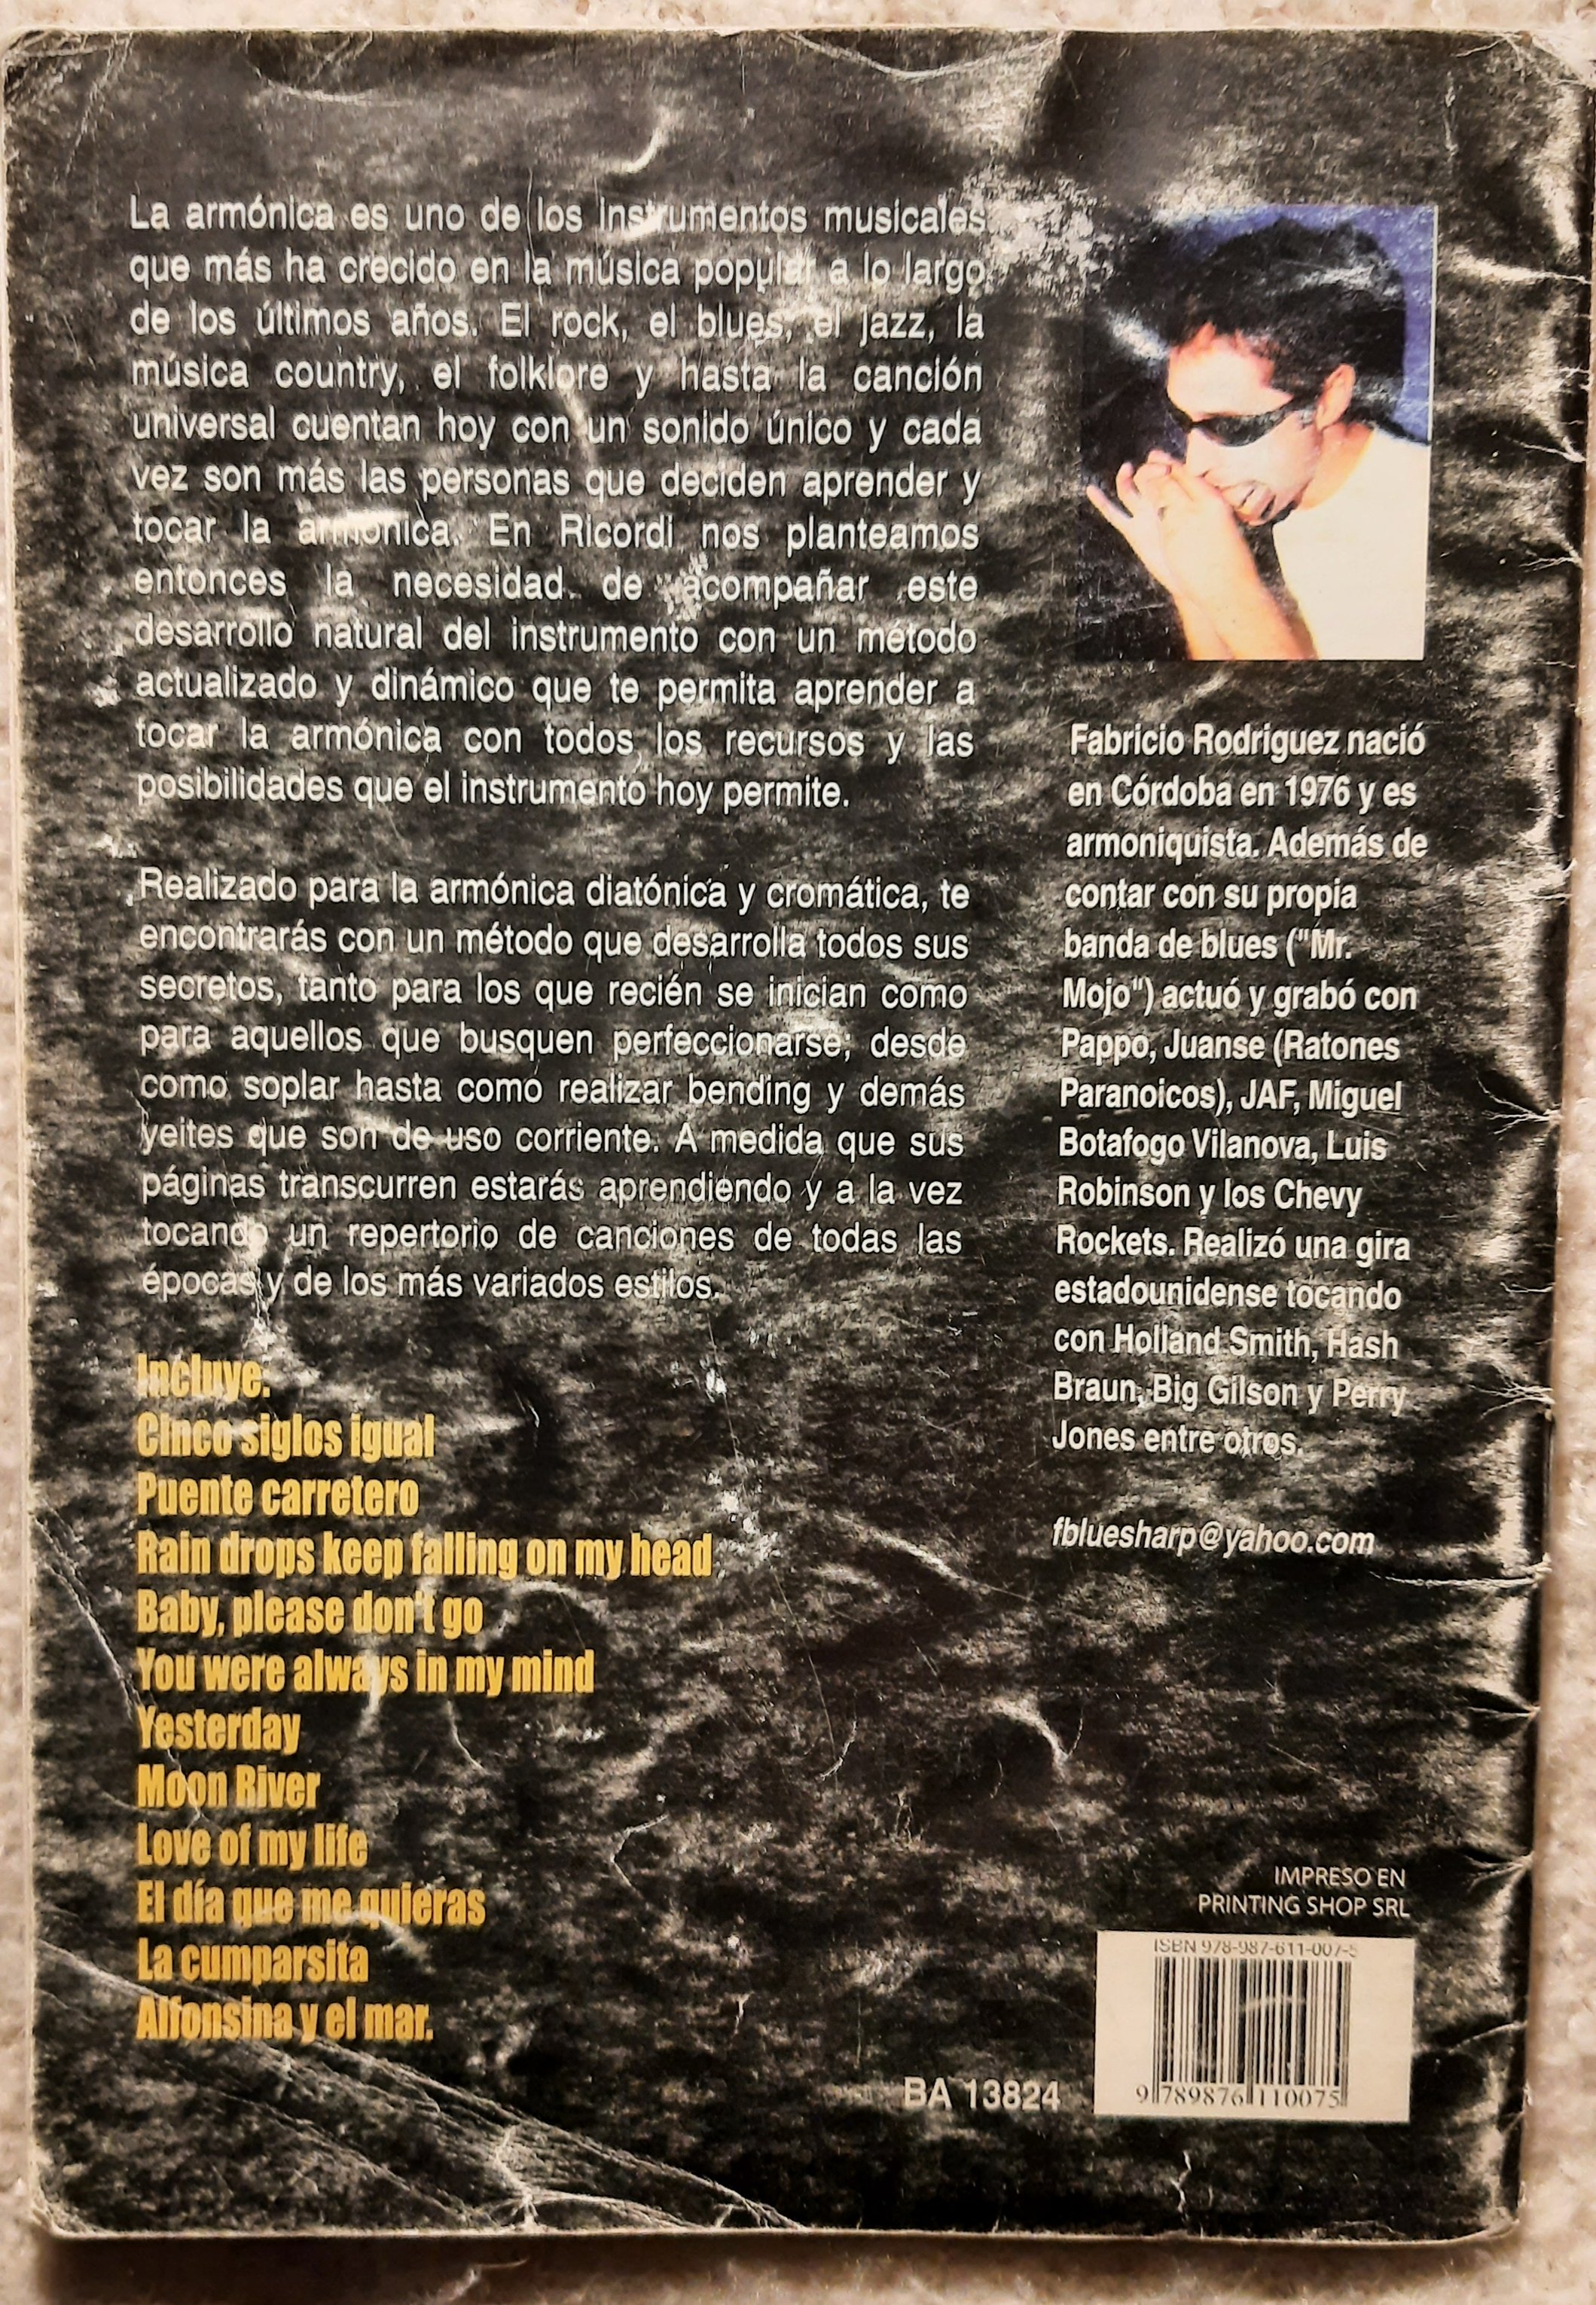 La armónica es uno de los instrumentos musicales
que más ha crecido en la música popular a lo largo
de los últimos años. El rock, el blues, el jazz, la
música country, el folklore y hasta la canción
universal cuentan hoy con un sonido único y cada
vez son más las personas que deciden aprender y
tocar la armónica. En Ricordi nos planteamos
entonces la necesidad de acompañar este
desarrollo natural del instrumento con un método
actualizado y dinámico que te permita aprender a
tocar la armónica con todos los recursos y las
posibilidades que el instrumento hoy permite.
Realizado para la armónica diatónica y cromática, te
encontrarás con un método que desarrolla todos sus
secretos, tanto para los que recién se inician como
para aquellos que busquen perfeccionarse; desde
como soplar hasta como realizar bending y demás
yeites que son de uso corriente. A medida que sus
páginas transcurren estarás aprendiendo y a la vez
tocando un repertorio de canciones de todas las
épocas y de los más variados estilos.
Incluye:
Cinco siglos igual
Puente carretero
Rain drops keep falling on my head
Baby, please don't go
You were always in my mind
Yesterday
Moon River
Love of my life
El día que me quieras
La cumparsita
Alfonsina y el mar.
Fabricio Rodriguez nació
en Córdoba en 1976 y es
armoniquista. Además de
contar con su propia
banda de blues ("Mr.
Mojo") actuó y grabó con
Pappo, Juanse (Ratones
Paranoicos), JAF, Miguel
Botafogo Vilanova, Luis
Robinson y los Chevy
Rockets. Realizó una gira
estadounidense tocando
con Holland Smith, Hash
Braun, Big Gilson y Perry
Jones entre otros.
fbluesharp@yahoo.com
IMPRESO EN
PRINTING SHOP SRL
ISBN 978-987-611-007-5
9 789876 110075
BA 13824